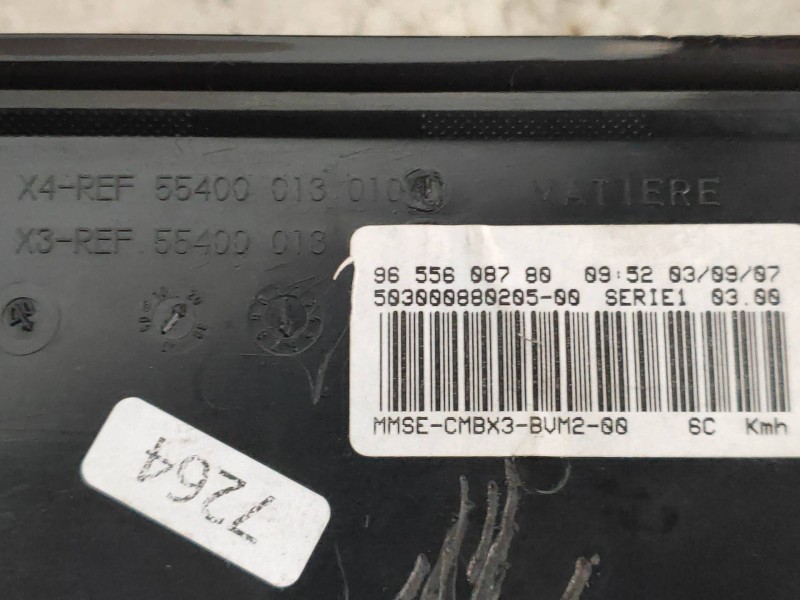 X4-REF 55400 013 010
MATIERE
X3-REF 55400 013
96 556 087 80 09:52 03/09/07
503000880205-00 SERIE1 03.00
MMSE-CMBX3-BVM2-00 6C Kmh
7264